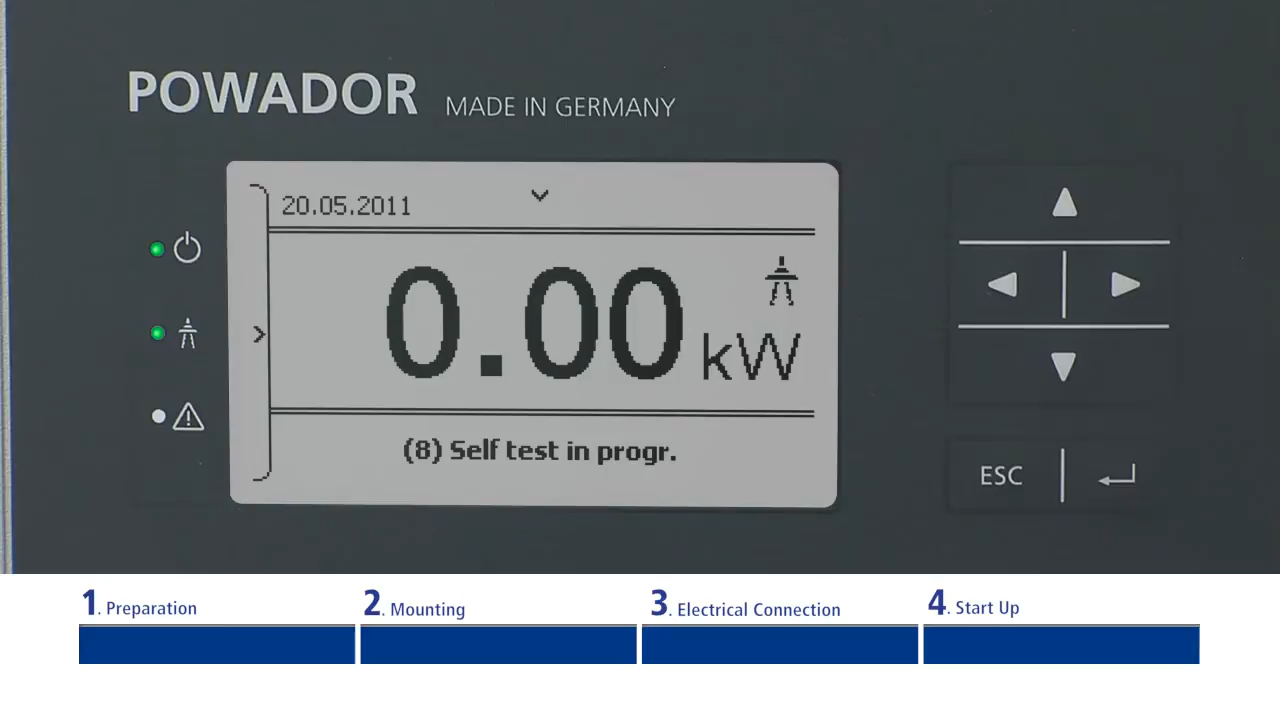 POWADOR MADE IN GERMANY
20.05.2011
0.00 kW
(8) Self test in progr.
ESC
1. Preparation
2. Mounting
3. Electrical Connection
4. Start Up